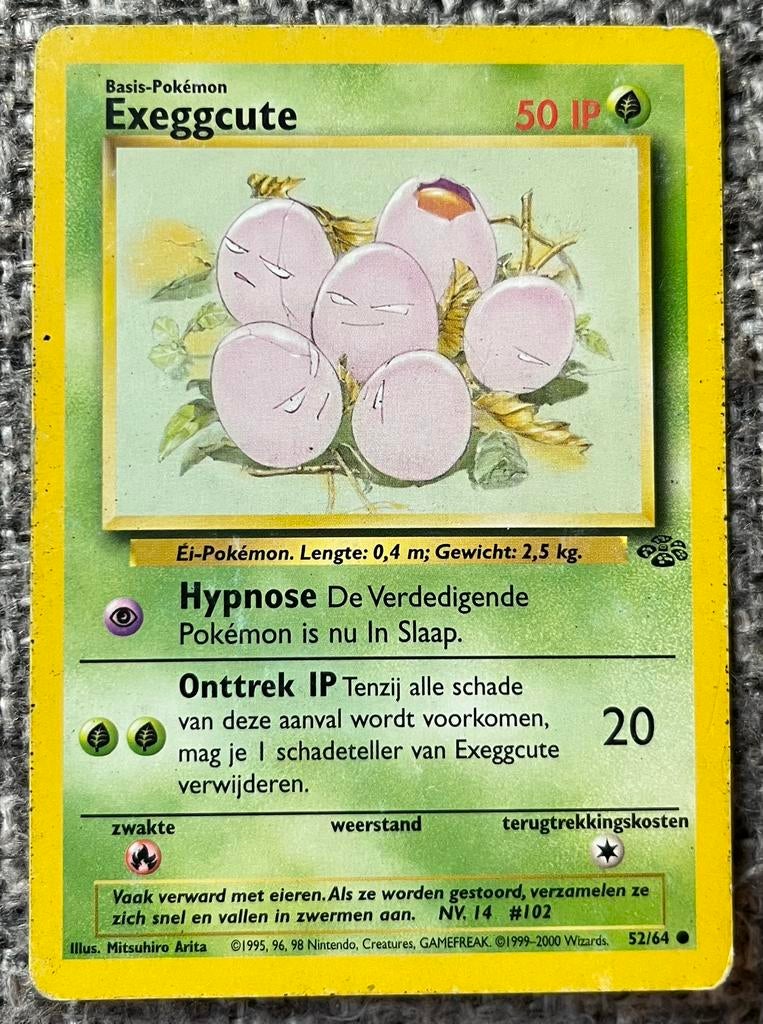 Basis-Pokémon
Exeggcute
50 IP
Éi-Pokémon. Lengte: 0,4 m; Gewicht: 2,5 kg.
Hypnose De Verdedigende
Pokémon is nu In Slaap.
Onttrek IP Tenzij alle schade
van deze aanval wordt voorkomen,
mag je 1 schadeteller van Exeggcute
verwijderen.
20
zwakte weerstand terugtrekkingskosten
Vaak verward met eieren. Als ze worden gestoord, verzamelen ze
zich snel en vallen in zwermen aan. NV. 14 #102
Illus. Mitsuhiro Arita ©1995, 96, 98 Nintendo, Creatures, GAMEFREAK. ©1999-2000 Wizards. 52/64